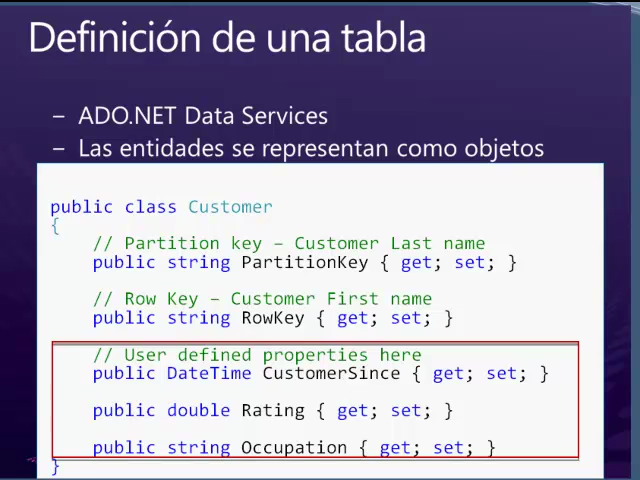 Definición de una tabla
– ADO.NET Data Services
– Las entidades se representan como objetos
public class Customer
{
// Partition key – Customer Last name
public string PartitionKey { get; set; }
// Row Key – Customer First name
public string RowKey { get; set; }
// User defined properties here
public DateTime CustomerSince { get; set; }
public double Rating { get; set; }
public string Occupation { get; set; }
}